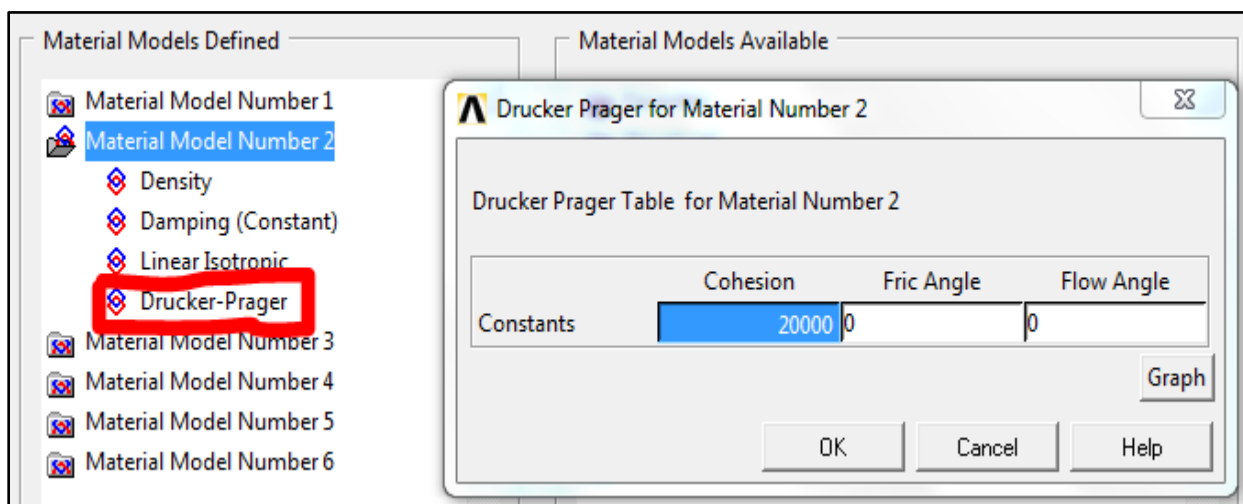 Material Models Defined
Material Models Available
Material Model Number 1
Material Model Number 2
Density
Damping (Constant)
Linear Isotropic
Drucker-Prager
Material Model Number 3
Material Model Number 4
Material Model Number 5
Material Model Number 6
Drucker Prager for Material Number 2
Drucker Prager Table for Material Number 2
Cohesion Fric Angle Flow Angle
Constants 20000 0 0
Graph
OK Cancel Help